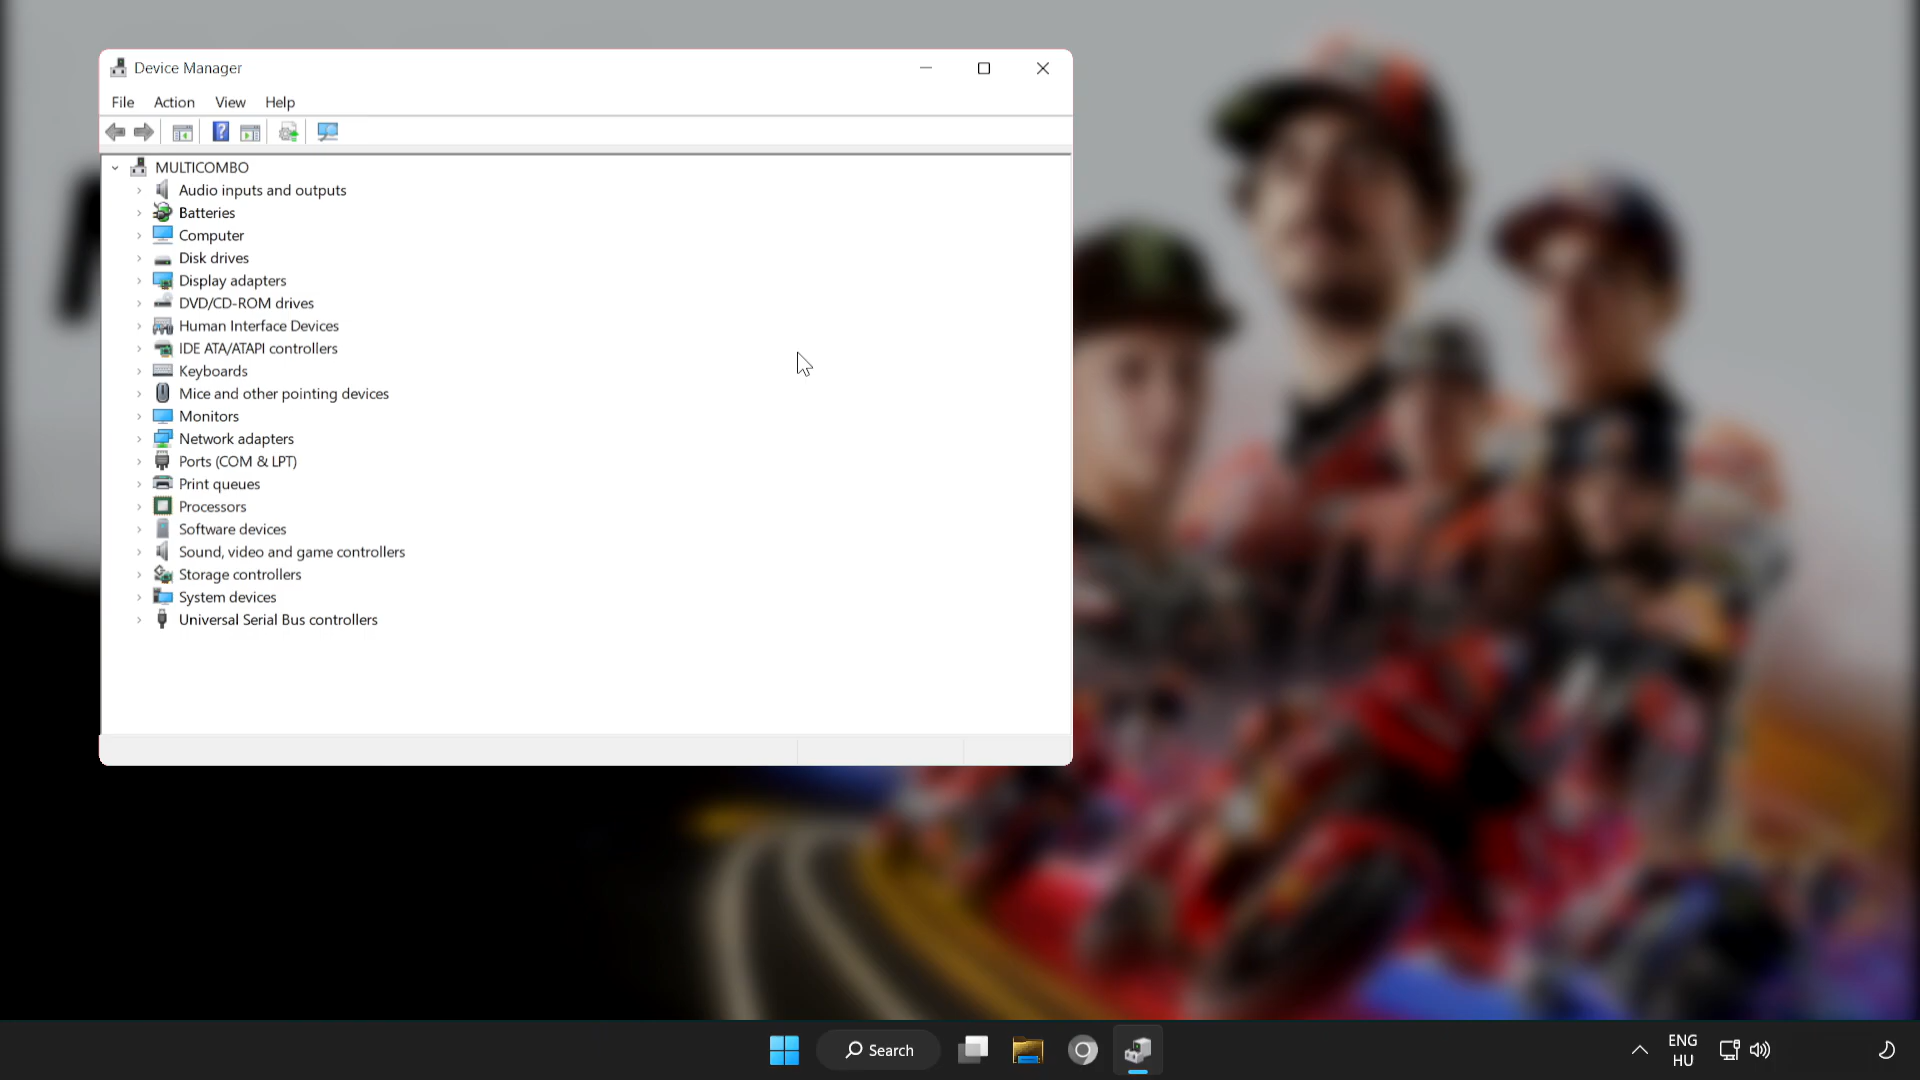 Device Manager
File Action View Help
MULTICOMBO
Audio inputs and outputs
Batteries
Computer
Disk drives
Display adapters
DVD/CD-ROM drives
Human Interface Devices
IDE ATA/ATAPI controllers
Keyboards
Mice and other pointing devices
Monitors
Network adapters
Ports (COM & LPT)
Print queues
Processors
Software devices
Sound, video and game controllers
Storage controllers
System devices
Universal Serial Bus controllers
Search
ENG
HU